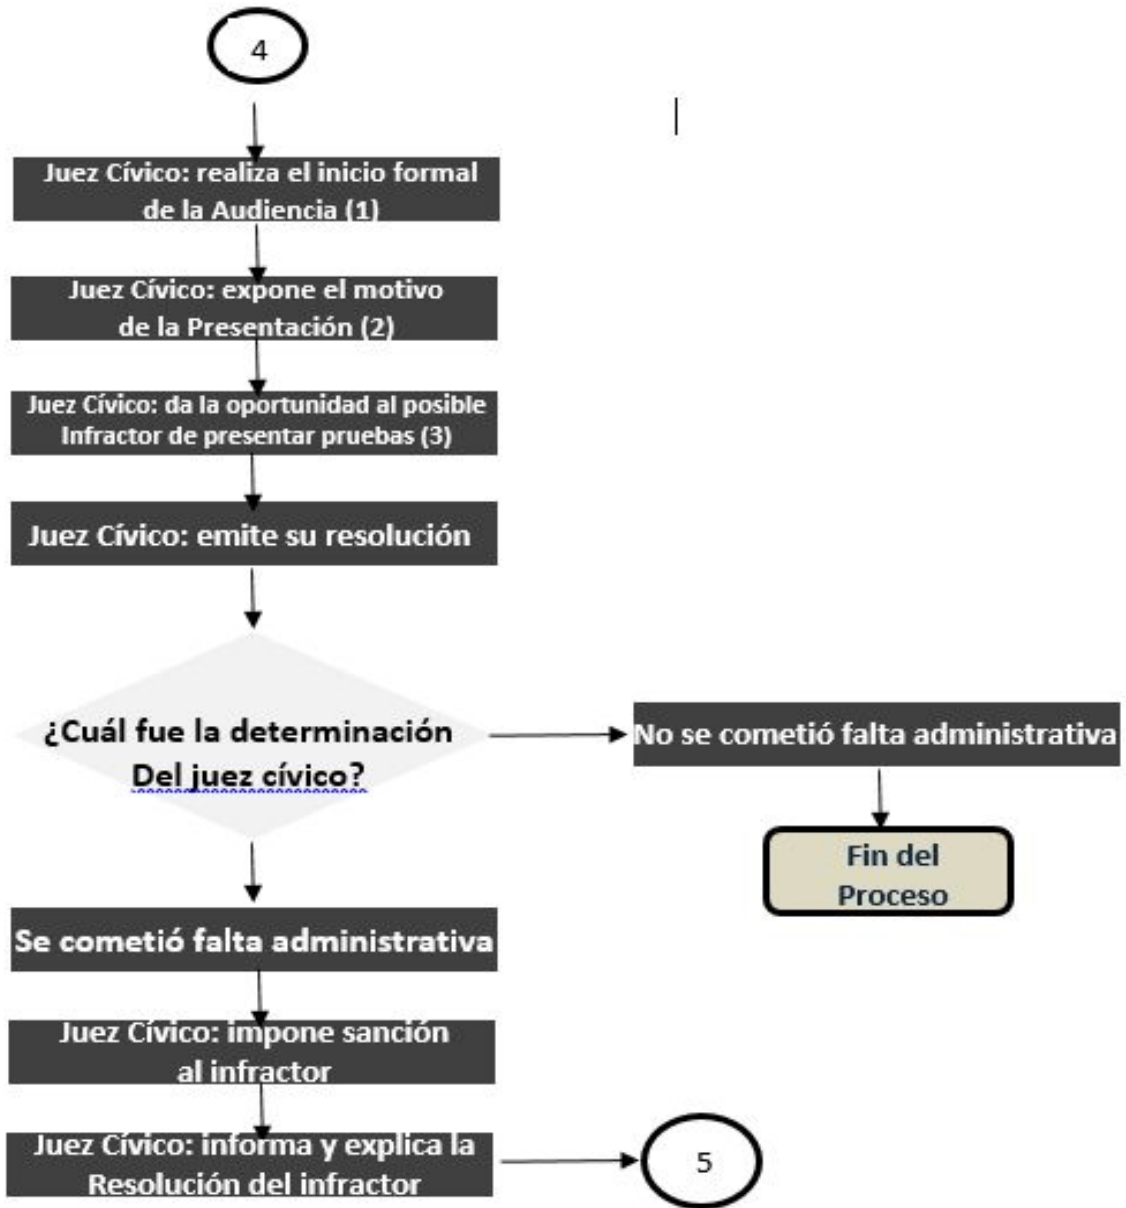 4
Juez Cívico: realiza el inicio formal
de la Audiencia (1)
Juez Cívico: expone el motivo
de la Presentación (2)
Juez Cívico: da la oportunidad al posible
Infractor de presentar pruebas (3)
Juez Cívico: emite su resolución
¿Cuál fue la determinación
Del juez cívico?
No se cometió falta administrativa
Fin del
Proceso
Se cometió falta administrativa
Juez Cívico: impone sanción
al infractor
Juez Cívico: informa y explica la
Resolución del infractor
5